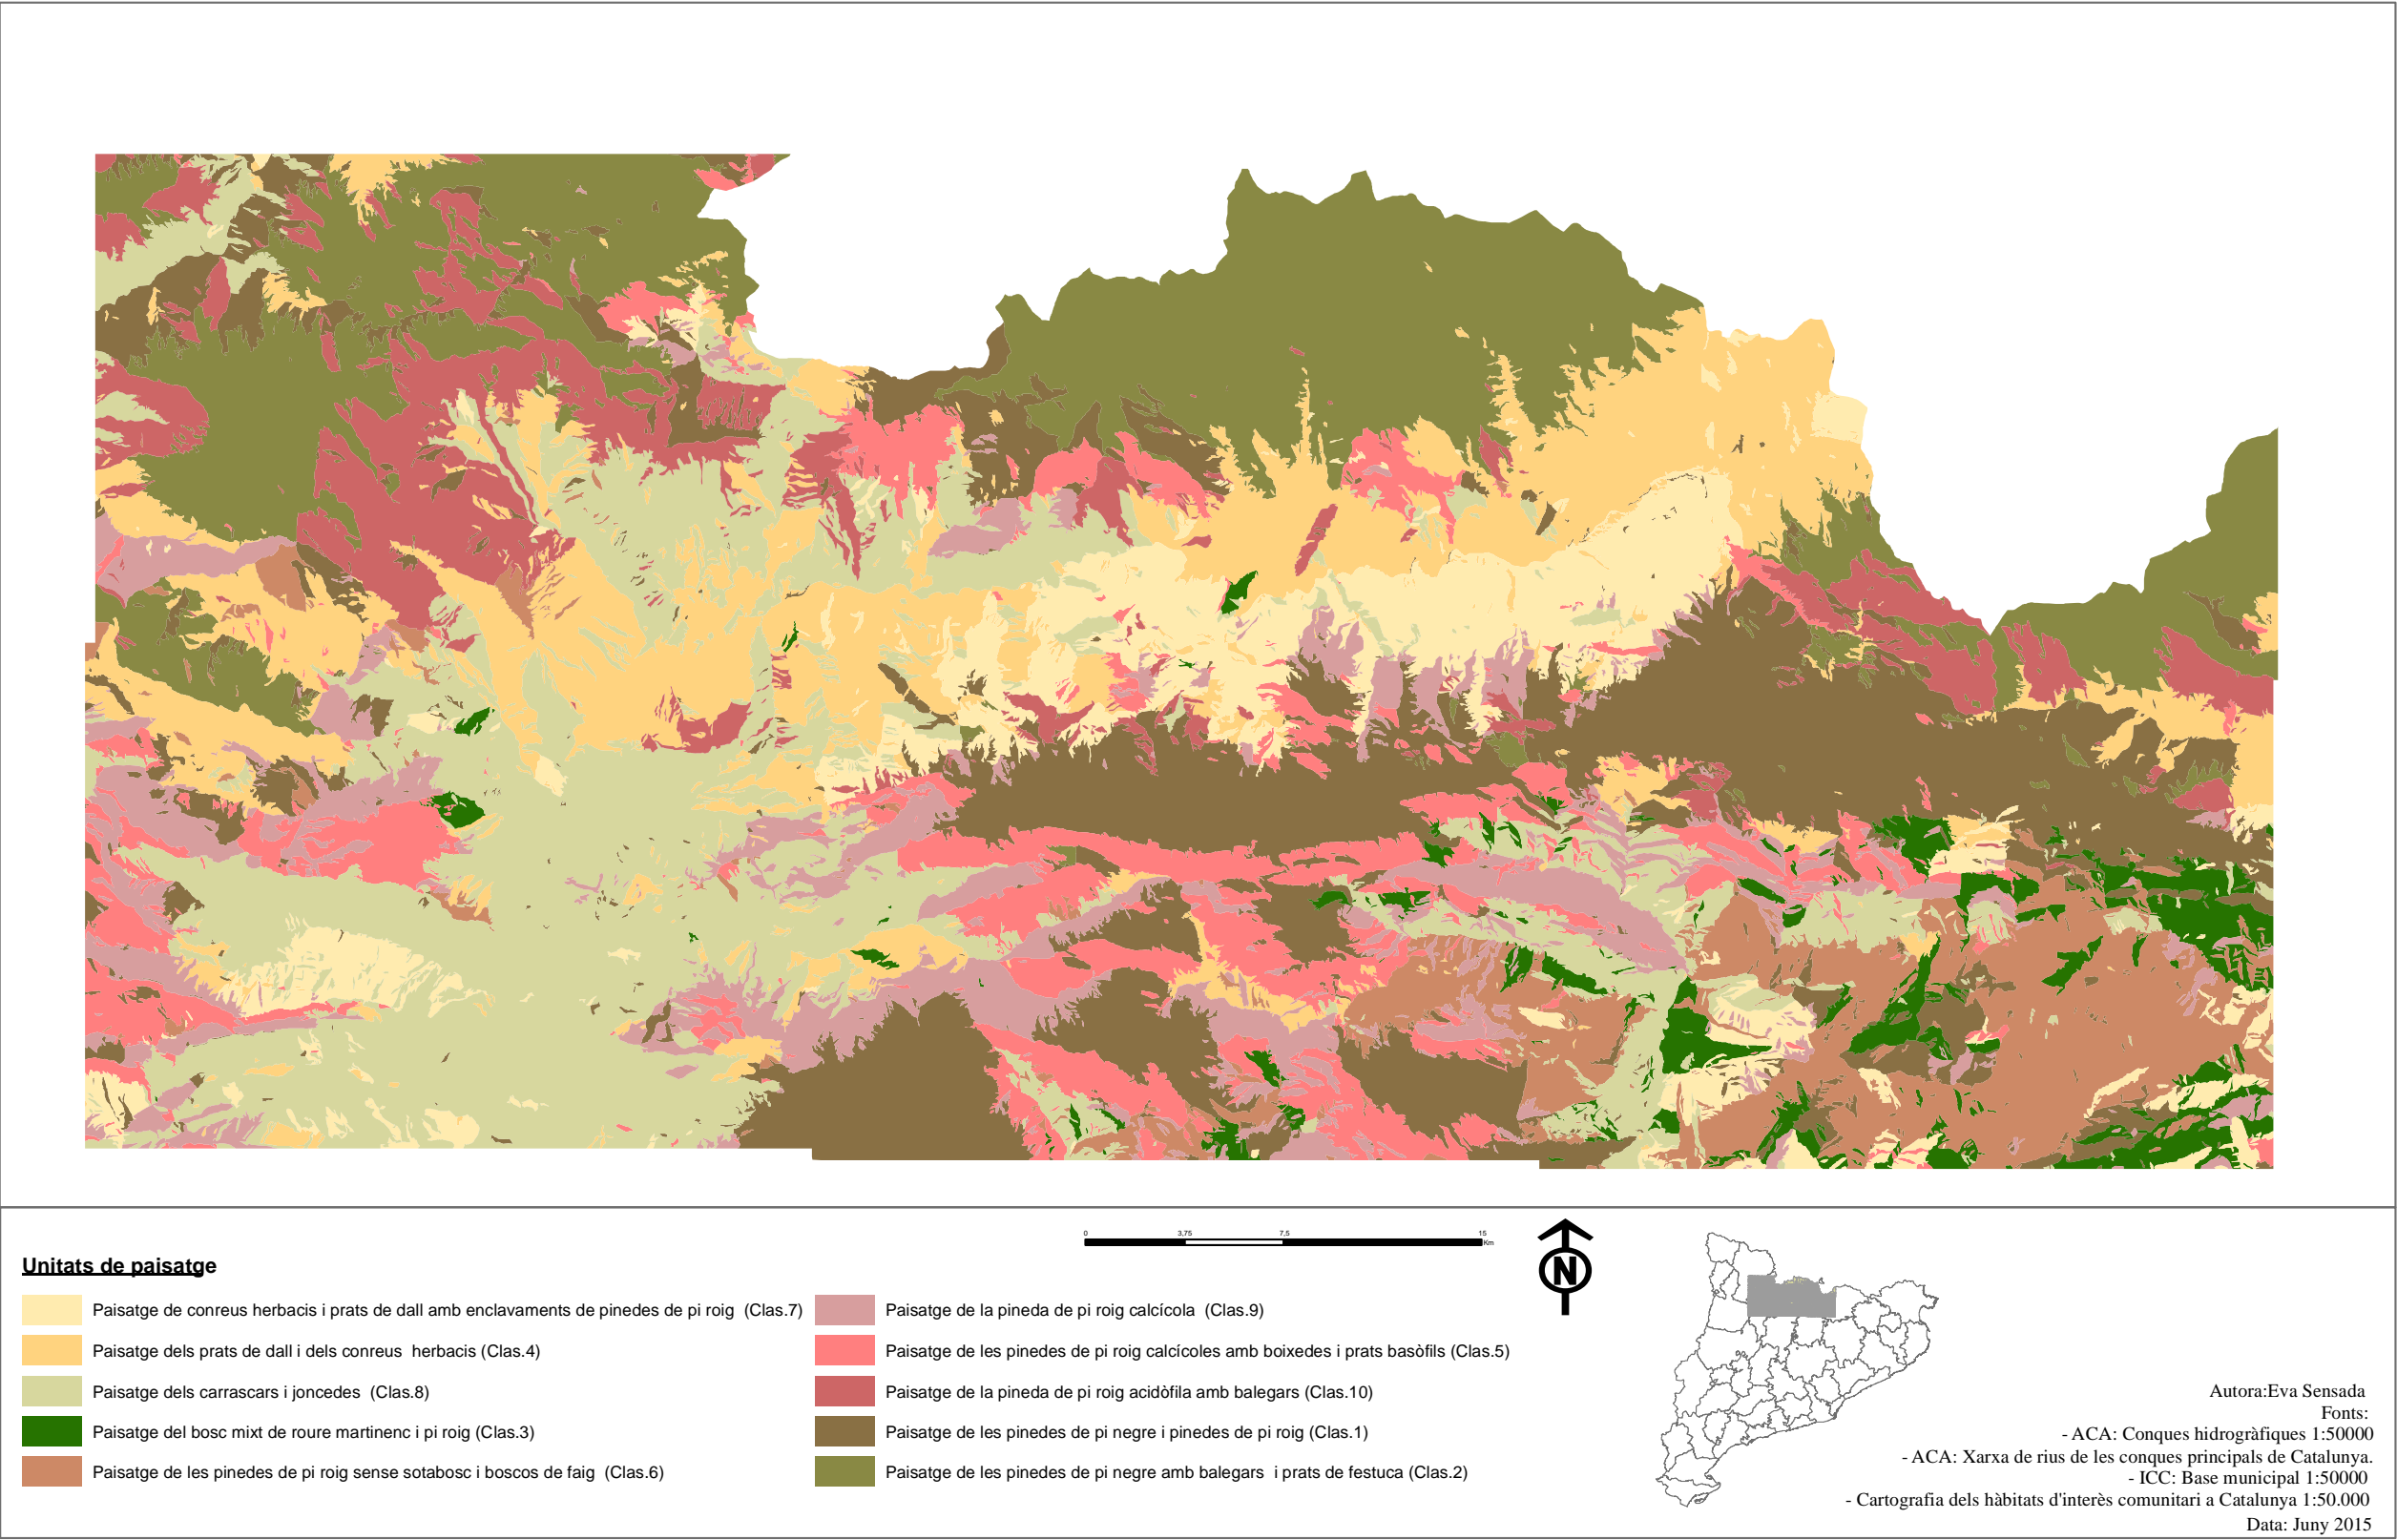 0 3,75 7,5 15
Km
N
Unitats de paisatge
Paisatge de conreus herbacis i prats de dall amb enclavaments de pinedes de pi roig (Clas.7)
Paisatge dels prats de dall i dels conreus herbacis (Clas.4)
Paisatge dels carrascars i joncedes (Clas.8)
Paisatge del bosc mixt de roure martinenc i pi roig (Clas.3)
Paisatge de les pinedes de pi roig sense sotabosc i boscos de faig (Clas.6)
Paisatge de la pineda de pi roig calcícola (Clas.9)
Paisatge de les pinedes de pi roig calcícoles amb boixedes i prats basòfils (Clas.5)
Paisatge de la pineda de pi roig acidòfila amb balegars (Clas.10)
Paisatge de les pinedes de pi negre i pinedes de pi roig (Clas.1)
Paisatge de les pinedes de pi negre amb balegars i prats de festuca (Clas.2)
Autora:Eva Sensada
Fonts:
- ACA: Conques hidrogràfiques 1:50000
- ACA: Xarxa de rius de les conques principals de Catalunya.
- ICC: Base municipal 1:50000
- Cartografia dels hàbitats d'interès comunitari a Catalunya 1:50.000
Data: Juny 2015